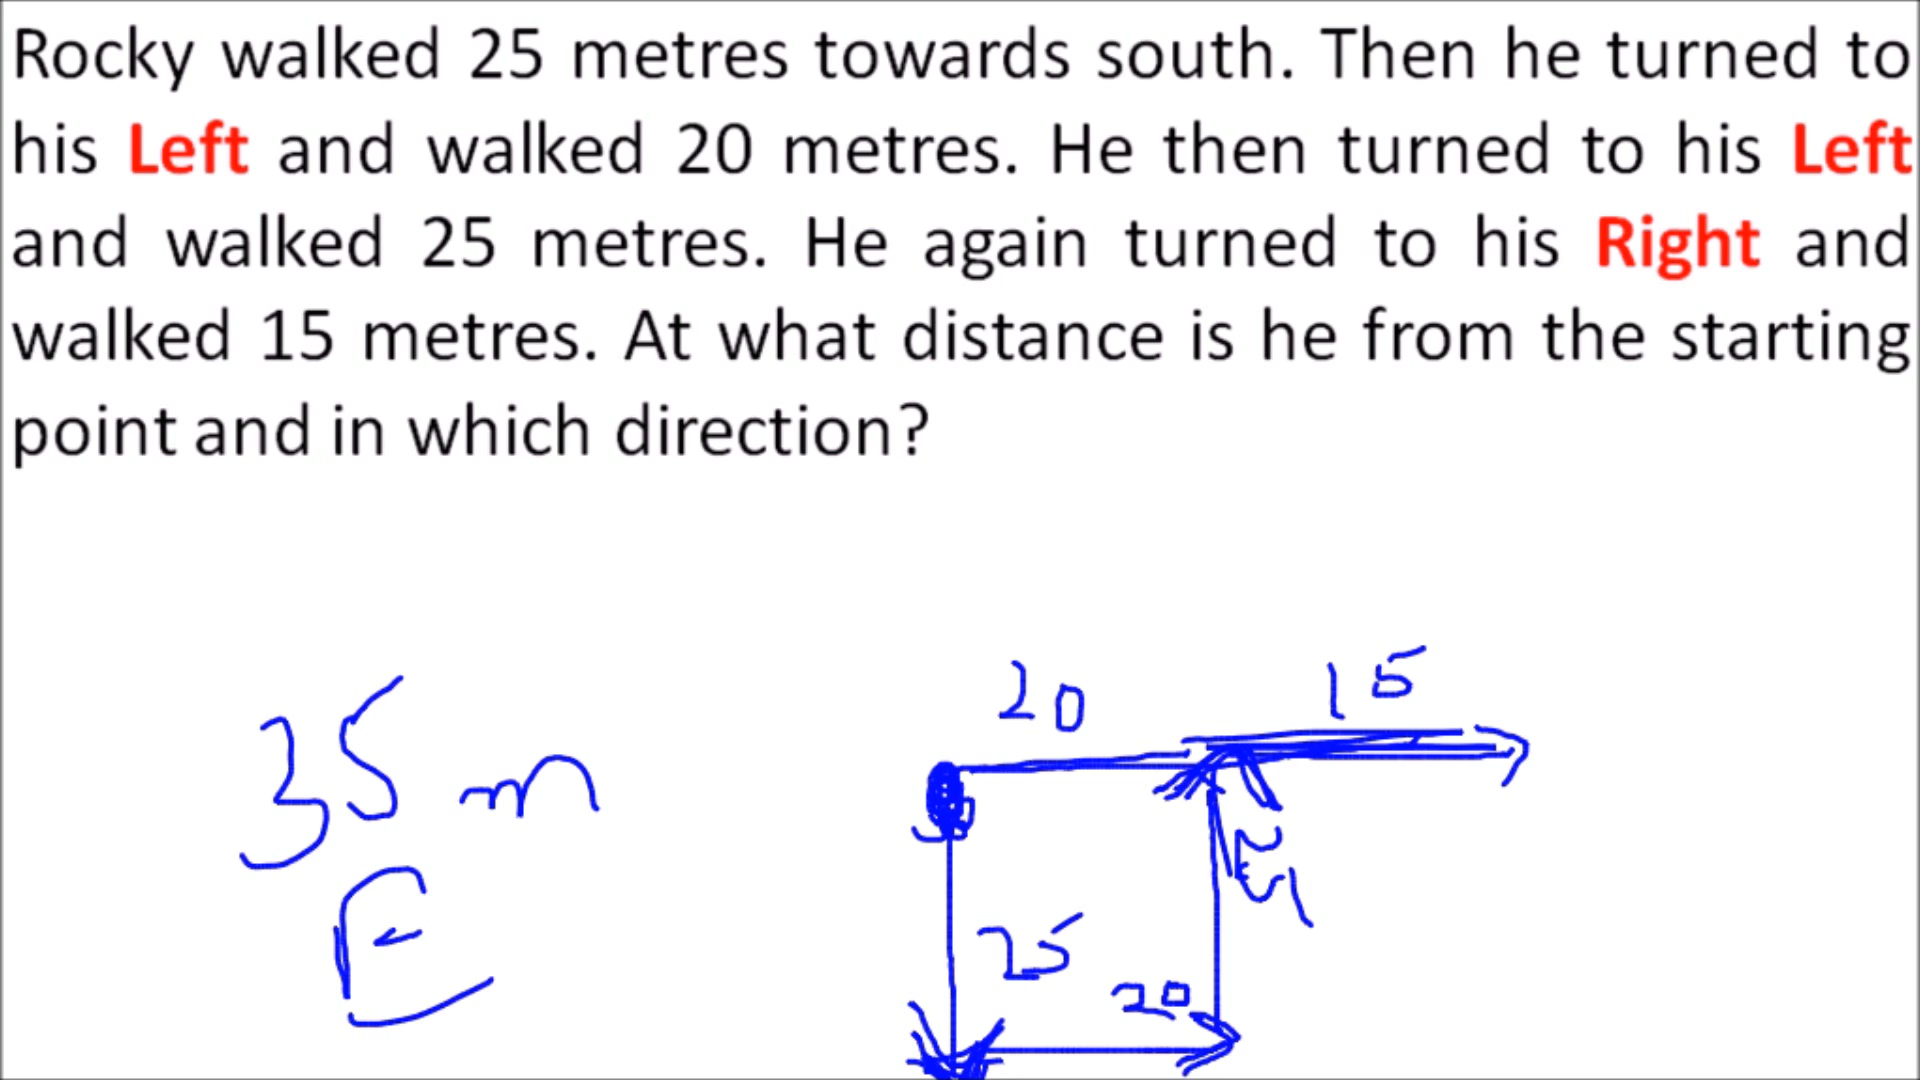 Rocky walked 25 metres towards south. Then he turned to
his Left and walked 20 metres. He then turned to his Left
and walked 25 metres. He again turned to his Right and
walked 15 metres. At what distance is he from the starting
point and in which direction?
20 15
35 m
E
25
20